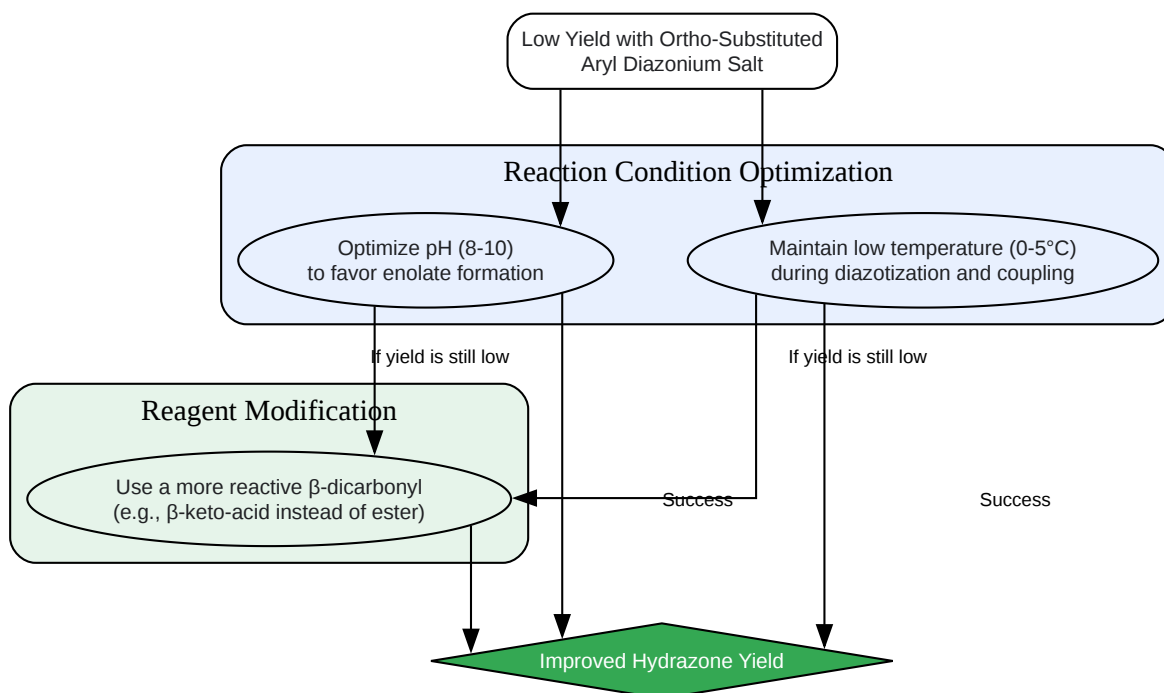 Low Yield with Ortho-Substituted
Aryl Diazonium Salt
Reaction Condition Optimization
Optimize pH (8-10)
to favor enolate formation
Maintain low temperature (0-5°C)
during diazotization and coupling
If yield is still low
If yield is still low
Reagent Modification
Use a more reactive β-dicarbonyl
(e.g., β-keto-acid instead of ester)
Success
Success
Improved Hydrazone Yield